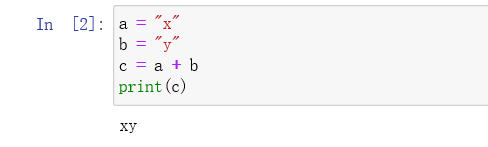 In [2]: a = "x"
b = "y"
c = a + b
print(c)
xy